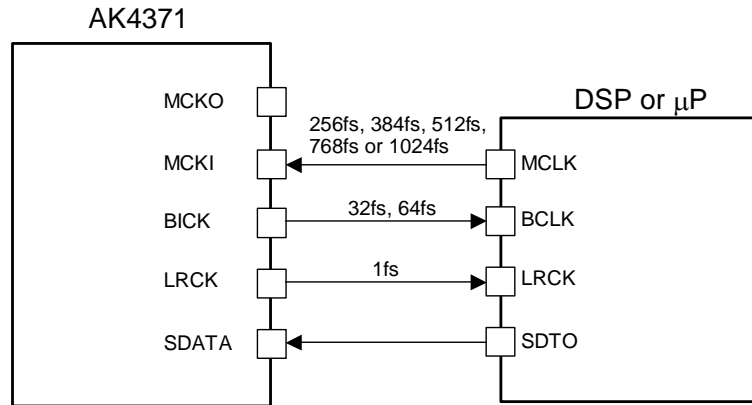 AK4371
DSP or μP
MCKO
256fs, 384fs, 512fs,
768fs or 1024fs
MCKI
MCLK
BICK
32fs, 64fs
BCLK
LRCK
1fs
LRCK
SDATA
SDTO